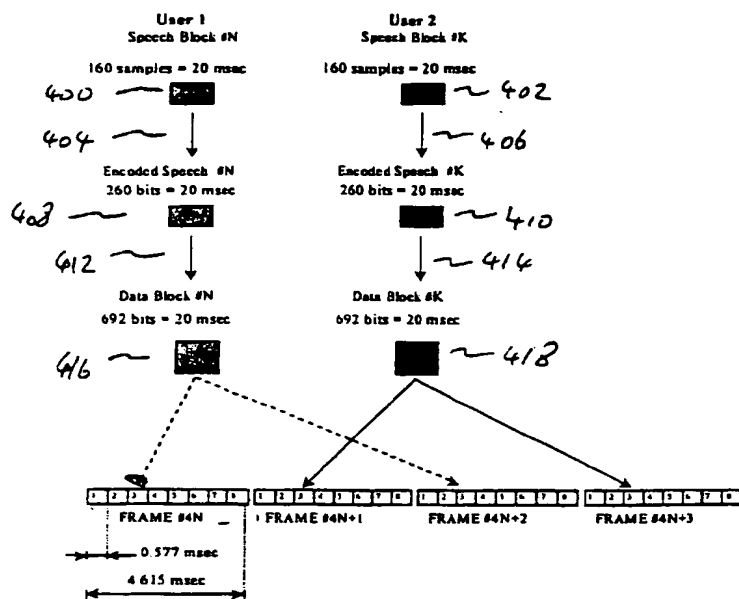 User 1 User 2
Speech Block #N Speech Block #K
160 samples = 20 msec 160 samples = 20 msec
400 402
404 406
Encoded Speech #N Encoded Speech #K
260 bits = 20 msec 260 bits = 20 msec
408 410
412 414
Data Block #N Data Block #K
692 bits = 20 msec 692 bits = 20 msec
416 418
1 2 3 4 5 6 7 8 1 2 3 4 5 6 7 8 1 2 3 4 5 6 7 8 1 2 3 4 5 6 7 8
FRAME #4N FRAME #4N+1 FRAME #4N+2 FRAME #4N+3
0.577 msec
4 615 msec